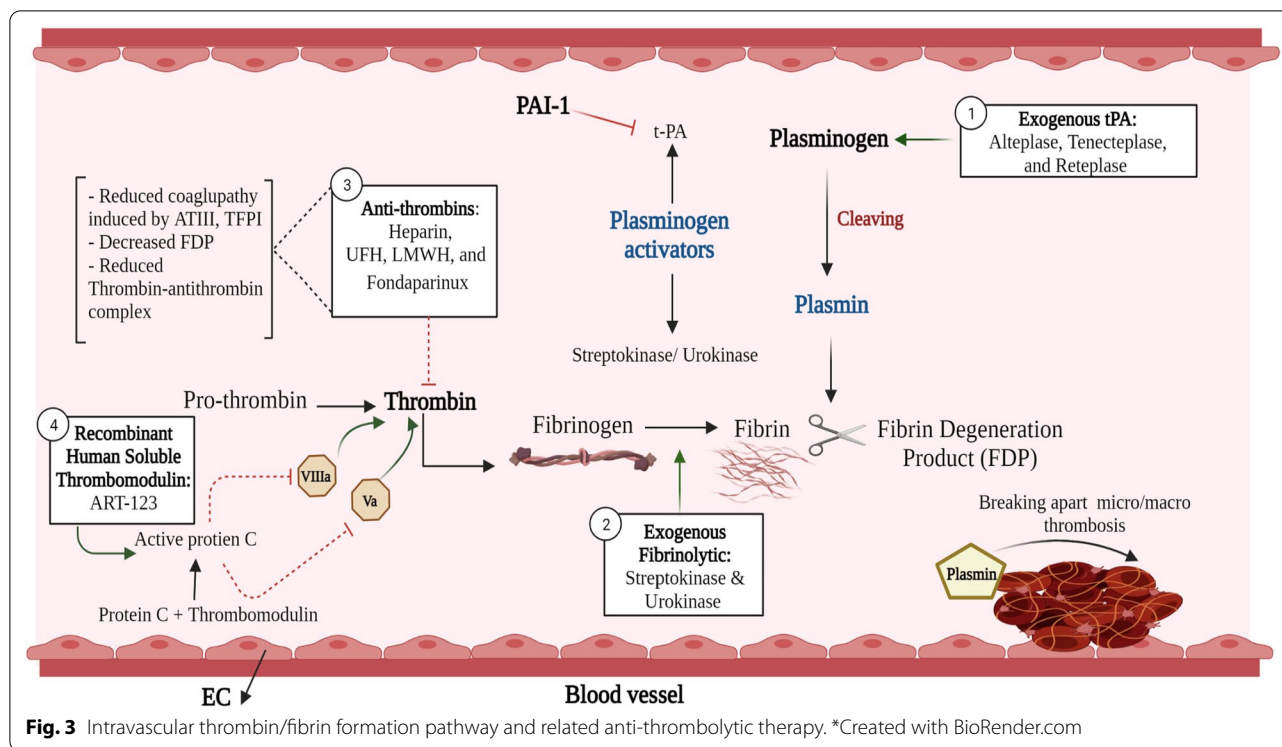 PAI-1
t-PA
Plasminogen
activators
Streptokinase/ Urokinase
Plasminogen
Cleaving
Plasmin
1
Exogenous tPA:
Alteplase, Tenecteplase,
and Reteplase
- Reduced coaglupathy
induced by ATIII, TFPI
- Decreased FDP
- Reduced
Thrombin-antithrombin
complex
3
Anti-thrombins:
Heparin,
UFH, LMWH, and
Fondaparinux
Pro-thrombin
Thrombin
Fibrinogen
Fibrin
Fibrin Degeneration
Product (FDP)
4
Recombinant
Human Soluble
Thrombomodulin:
ART-123
VIIIa
Va
Active protien C
Protein C + Thrombomodulin
2
Exogenous
Fibrinolytic:
Streptokinase &
Urokinase
Breaking apart micro/macro
thrombosis
Plasmin
EC
Blood vessel
Fig. 3 Intravascular thrombin/fibrin formation pathway and related anti-thrombolytic therapy. *Created with BioRender.com